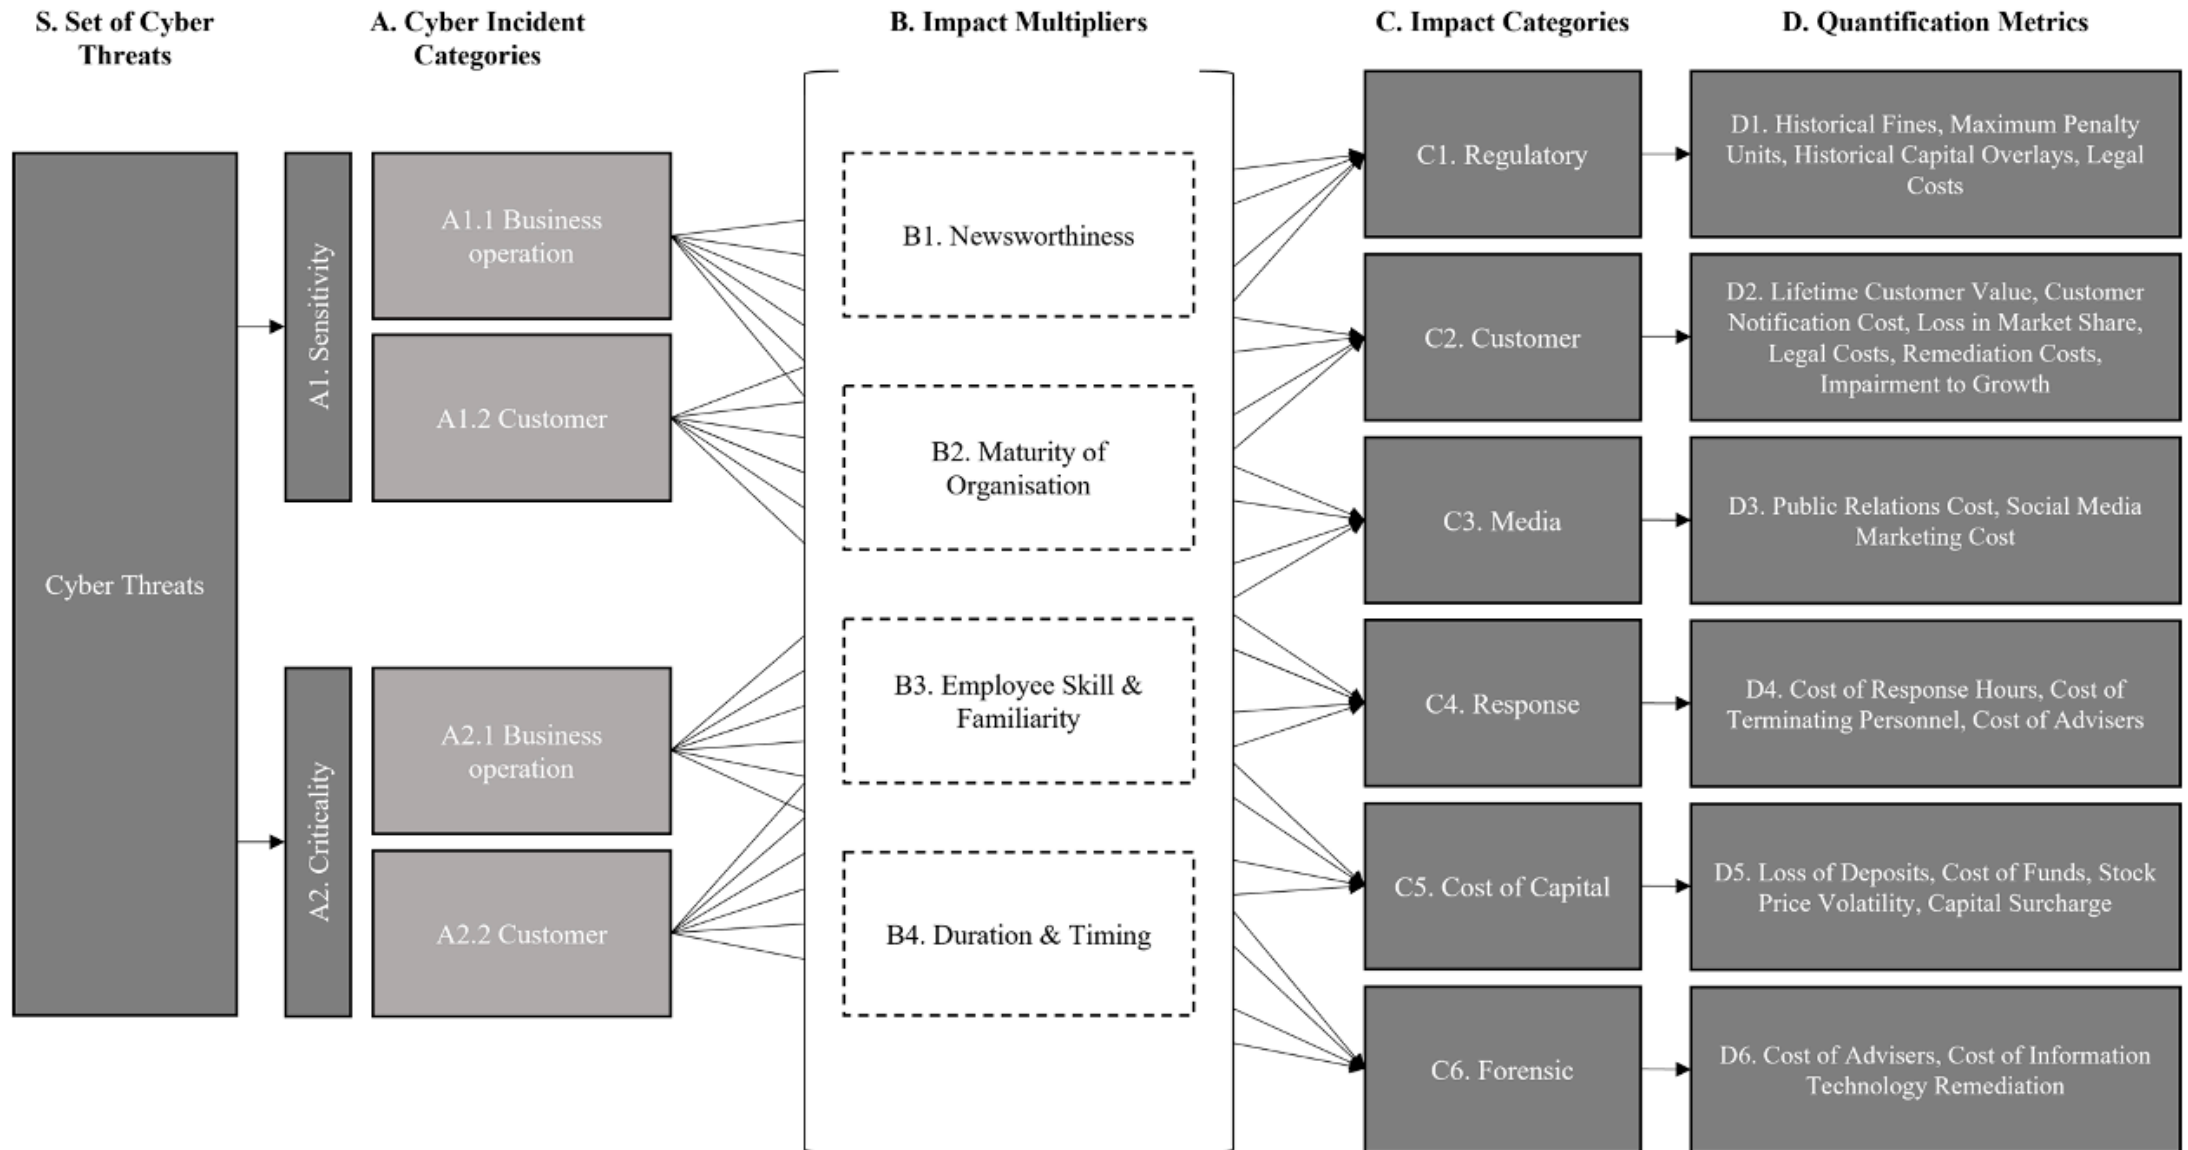 S. Set of Cyber
Threats
A. Cyber Incident
Categories
B. Impact Multipliers
C. Impact Categories
D. Quantification Metrics
Cyber Threats
A1. Sensitivity
A1.1 Business
operation
A1.2 Customer
A2. Criticality
A2.1 Business
operation
A2.2 Customer
B1. Newsworthiness
B2. Maturity of
Organisation
B3. Employee Skill &
Familiarity
B4. Duration & Timing
C1. Regulatory
C2. Customer
C3. Media
C4. Response
C5. Cost of Capital
C6. Forensic
D1. Historical Fines, Maximum Penalty
Units, Historical Capital Overlays, Legal
Costs
D2. Lifetime Customer Value, Customer
Notification Cost, Loss in Market Share,
Legal Costs, Remediation Costs,
Impairment to Growth
D3. Public Relations Cost, Social Media
Marketing Cost
D4. Cost of Response Hours, Cost of
Terminating Personnel, Cost of Advisers
D5. Loss of Deposits, Cost of Funds, Stock
Price Volatility, Capital Surcharge
D6. Cost of Advisers, Cost of Information
Technology Remediation